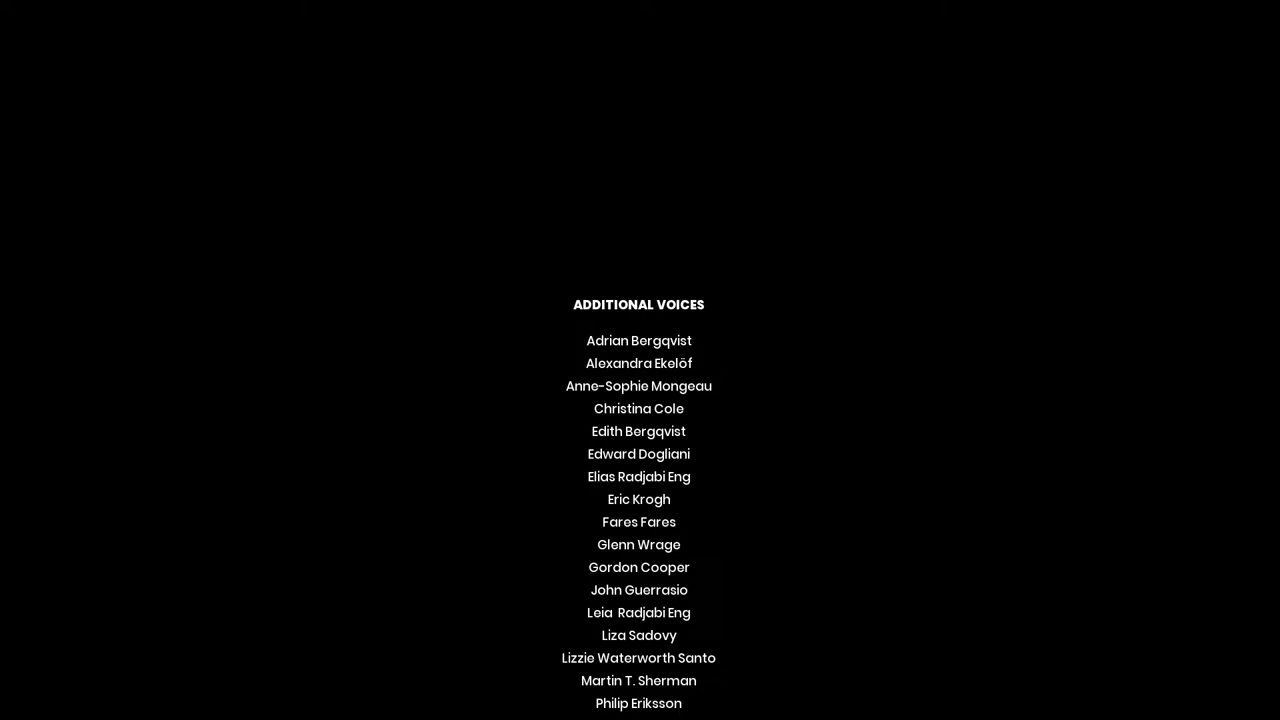 ADDITIONAL VOICES
Adrian Bergqvist
Alexandra Ekelöf
Anne-Sophie Mongeau
Christina Cole
Edith Bergqvist
Edward Dogliani
Elias Radjabi Eng
Eric Krogh
Fares Fares
Glenn Wrage
Gordon Cooper
John Guerrasio
Leia Radjabi Eng
Liza Sadovy
Lizzie Waterworth Santo
Martin T. Sherman
Philip Eriksson